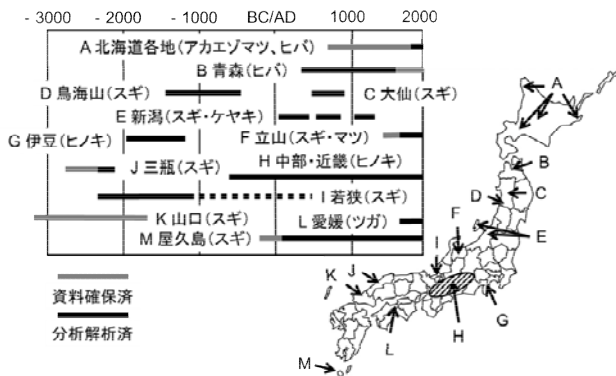 - 3000 - 2000 - 1000 BC/AD 1000 2000
A 北海道各地(アカエゾマツ、ヒバ)
B 青森(ヒバ)
D 鳥海山(スギ) C 大仙(スギ)
E 新潟(スギ・ケヤキ)
G 伊豆(ヒノキ) F 立山(スギ・マツ)
J 三瓶(スギ) H 中部・近畿(ヒノキ)
I 若狭(スギ)
K 山口(スギ) L 愛媛(ツガ)
M 屋久島(スギ)
資料確保済
分析解析済
A
B
C
D
E
F
I
J
K
G
H
L
M